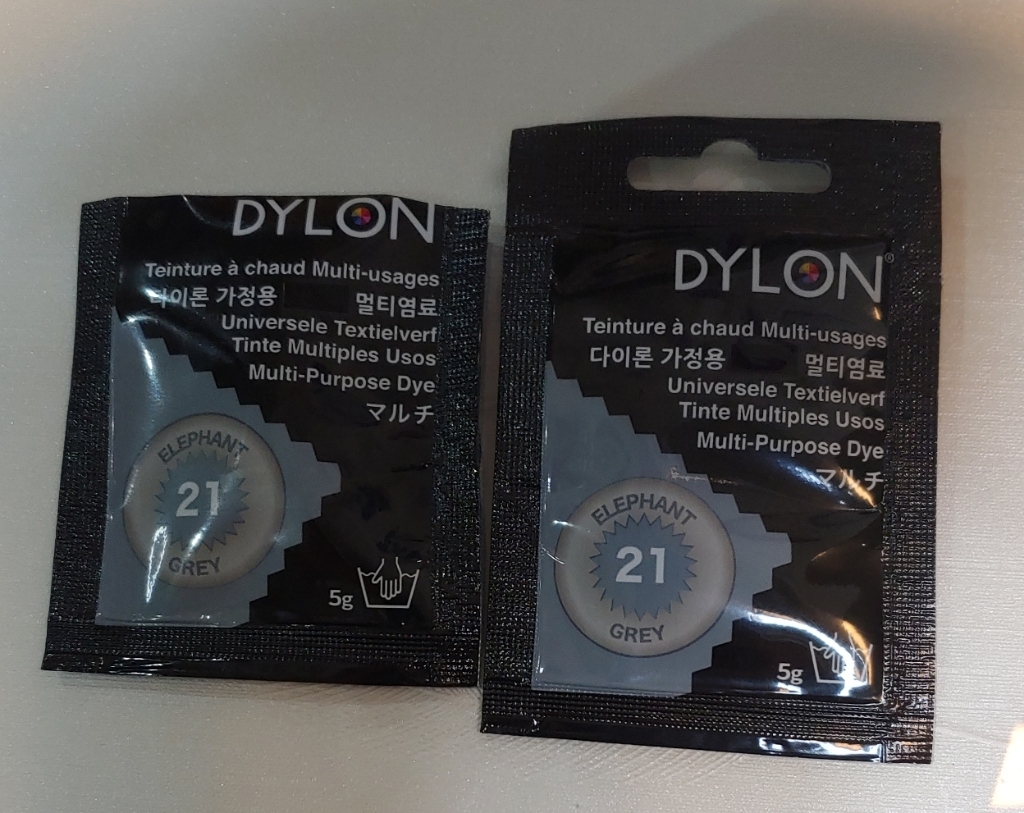 DYLON
Teinture à chaud Multi-usages
다이론 가정용 멀티염료
Universele Textielverf
Tinte Multiples Usos
Multi-Purpose Dye
マルチ
ELEPHANT
21
GREY
5g
DYLON®
Teinture à chaud Multi-usages
다이론 가정용 멀티염료
Universele Textielverf
Tinte Multiples Usos
Multi-Purpose Dye
マルチ
ELEPHANT
21
GREY
5g